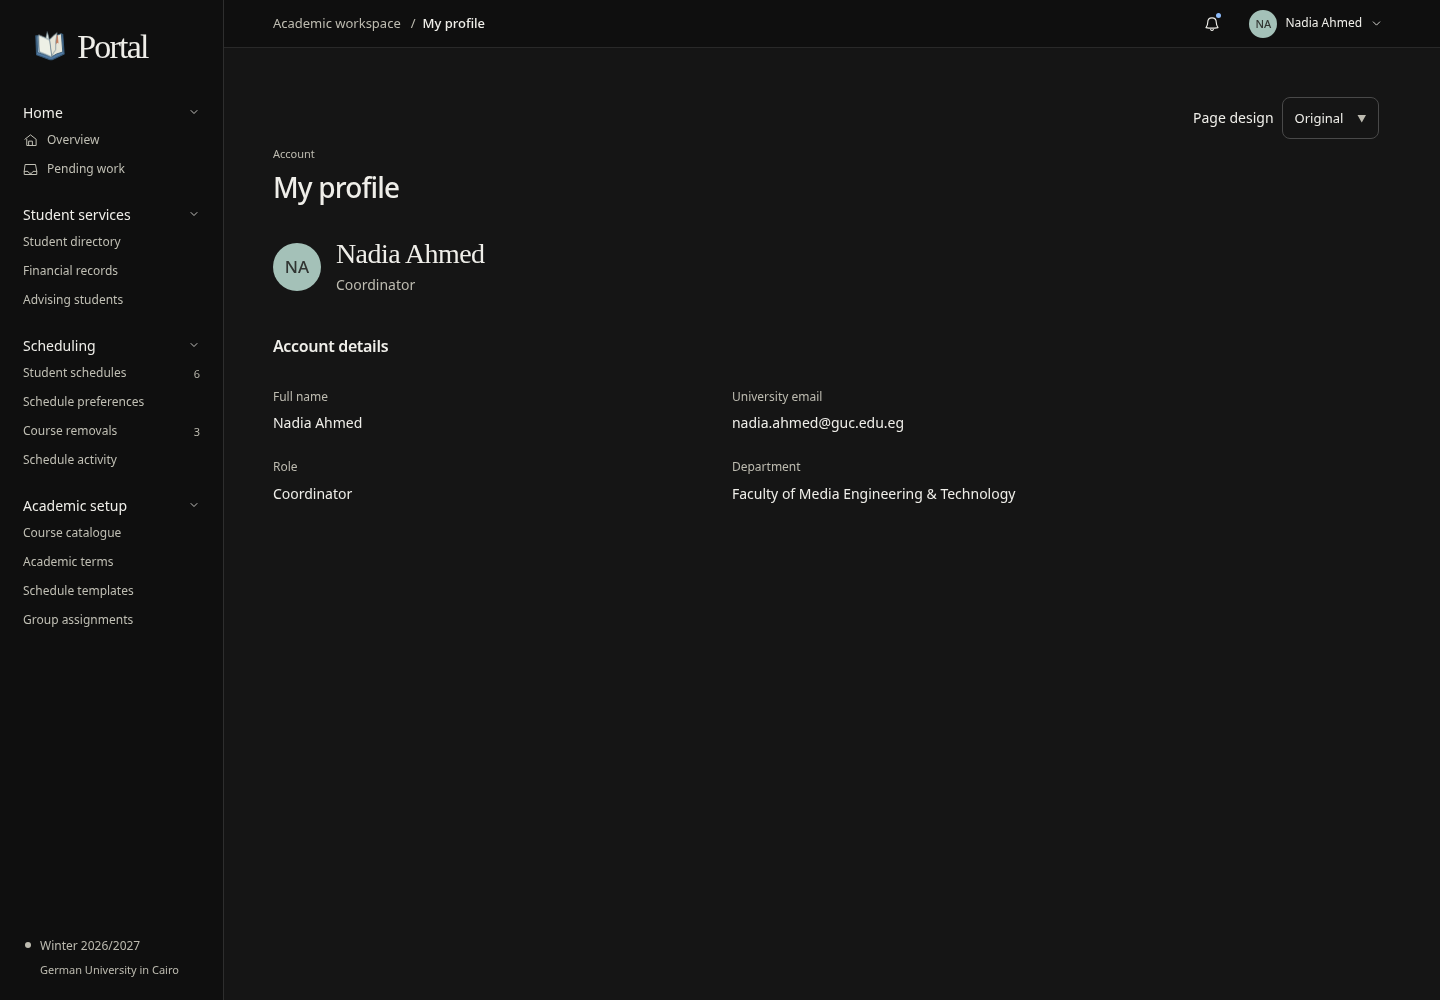 Portal
Home
Overview
Pending work
Student services
Student directory
Financial records
Advising students
Scheduling
Student schedules 6
Schedule preferences
Course removals 3
Schedule activity
Academic setup
Course catalogue
Academic terms
Schedule templates
Group assignments
Winter 2026/2027
German University in Cairo
Academic workspace / My profile
NA Nadia Ahmed
Page design Original
Account
My profile
NA
Nadia Ahmed
Coordinator
Account details
Full name
Nadia Ahmed
University email
nadia.ahmed@guc.edu.eg
Role
Coordinator
Department
Faculty of Media Engineering & Technology